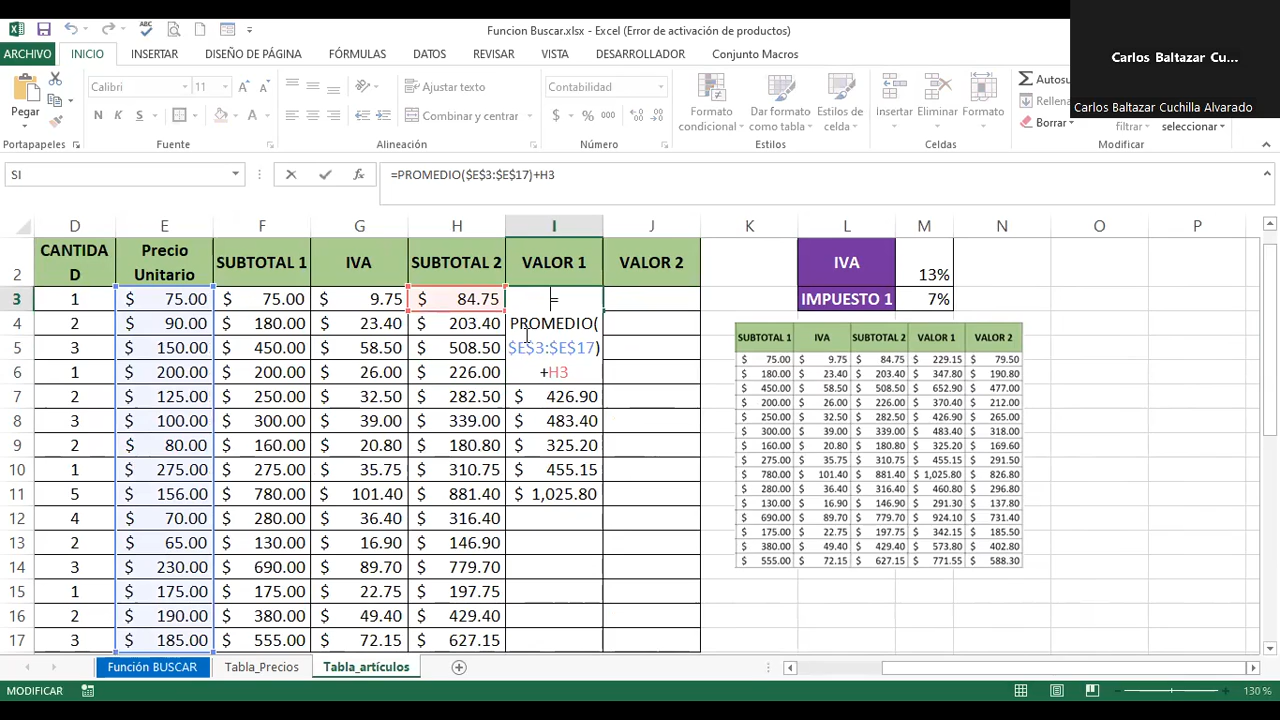 Funcion Buscar.xlsx - Excel (Error de activación de productos)
Carlos Baltazar Cu...
Carlos Baltazar Cuchilla Alvarado
ARCHIVO INICIO INSERTAR DISEÑO DE PÁGINA FÓRMULAS DATOS REVISAR VISTA DESARROLLADOR Conjunto Macros
Pegar
Calibri 11
N K S
Ajustar texto
Combinar y centrar
Contabilidad
$ % 000
Formato condicional
Dar formato como tabla
Estilos de celda
Insertar Eliminar Formato
Autosu
Rellena
Borrar
filtrar
seleccionar
Portapapeles Fuente Alineación Número Estilos Celdas Modificar
SI
=PROMEDIO($E$3:$E$17)+H3
D E F G H I J K L M N O P
2 CANTIDAD Precio Unitario SUBTOTAL 1 IVA SUBTOTAL 2 VALOR 1 VALOR 2 IVA 13%
3 1 $ 75.00 $ 75.00 $ 9.75 $ 84.75 = IMPUESTO 1 7%
4 2 $ 90.00 $ 180.00 $ 23.40 $ 203.40 PROMEDIO(
5 3 $ 150.00 $ 450.00 $ 58.50 $ 508.50 $E$3:$E$17)
6 1 $ 200.00 $ 200.00 $ 26.00 $ 226.00 +H3
7 2 $ 125.00 $ 250.00 $ 32.50 $ 282.50 $ 426.90
8 3 $ 100.00 $ 300.00 $ 39.00 $ 339.00 $ 483.40
9 2 $ 80.00 $ 160.00 $ 20.80 $ 180.80 $ 325.20
10 1 $ 275.00 $ 275.00 $ 35.75 $ 310.75 $ 455.15
11 5 $ 156.00 $ 780.00 $ 101.40 $ 881.40 $ 1,025.80
12 4 $ 70.00 $ 280.00 $ 36.40 $ 316.40
13 2 $ 65.00 $ 130.00 $ 16.90 $ 146.90
14 3 $ 230.00 $ 690.00 $ 89.70 $ 779.70
15 1 $ 175.00 $ 175.00 $ 22.75 $ 197.75
16 2 $ 190.00 $ 380.00 $ 49.40 $ 429.40
17 3 $ 185.00 $ 555.00 $ 72.15 $ 627.15
SUBTOTAL 1 IVA SUBTOTAL 2 VALOR 1 VALOR 2
$ 75.00 $ 9.75 $ 84.75 $ 229.15 $ 79.50
$ 180.00 $ 23.40 $ 203.40 $ 347.80 $ 190.80
$ 450.00 $ 58.50 $ 508.50 $ 652.90 $ 477.00
$ 200.00 $ 26.00 $ 226.00 $ 370.40 $ 212.00
$ 250.00 $ 32.50 $ 282.50 $ 426.90 $ 265.00
$ 300.00 $ 39.00 $ 339.00 $ 483.40 $ 318.00
$ 160.00 $ 20.80 $ 180.80 $ 325.20 $ 169.60
$ 275.00 $ 35.75 $ 310.75 $ 455.15 $ 291.50
$ 780.00 $ 101.40 $ 881.40 $ 1,025.80 $ 826.80
$ 280.00 $ 36.40 $ 316.40 $ 460.80 $ 296.80
$ 130.00 $ 16.90 $ 146.90 $ 291.30 $ 137.80
$ 690.00 $ 89.70 $ 779.70 $ 924.10 $ 731.40
$ 175.00 $ 22.75 $ 197.75 $ 342.15 $ 185.50
$ 380.00 $ 49.40 $ 429.40 $ 573.80 $ 402.80
$ 555.00 $ 72.15 $ 627.15 $ 771.55 $ 588.30
Función BUSCAR Tabla_Precios Tabla_artículos
MODIFICAR
130 %